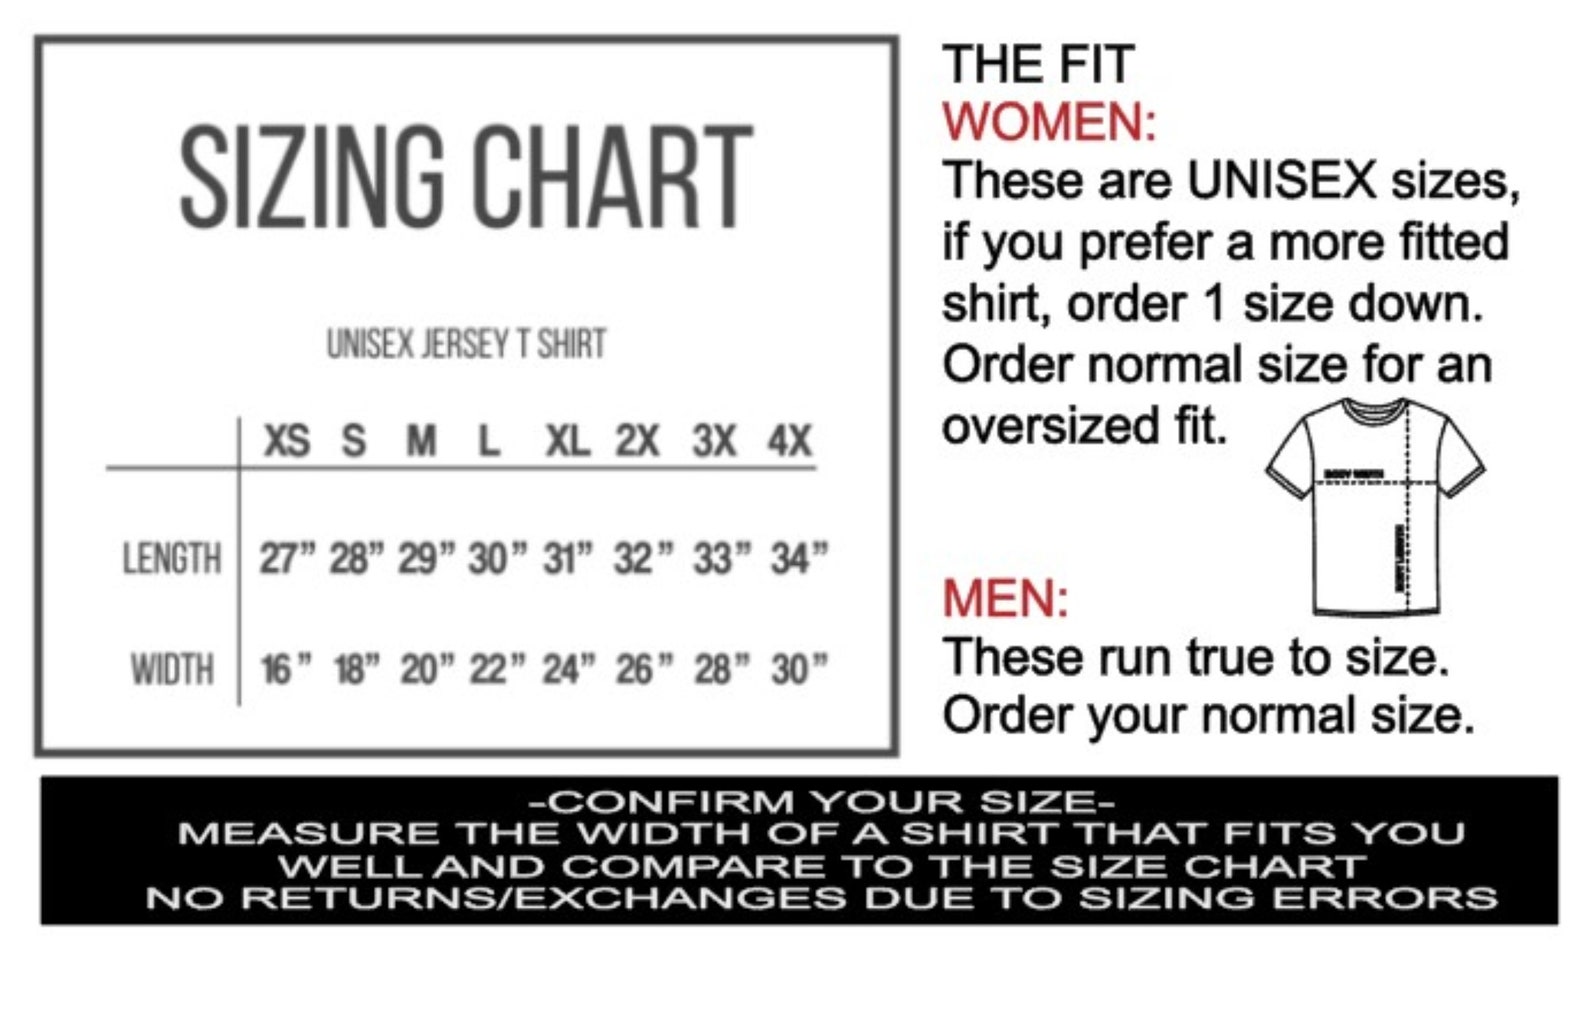 SIZING CHART
UNISEX JERSEY T SHIRT
XS S M L XL 2X 3X 4X
LENGTH 27” 28” 29” 30” 31” 32” 33” 34”
WIDTH 16” 18” 20” 22” 24” 26” 28” 30”
THE FIT
WOMEN:
These are UNISEX sizes,
if you prefer a more fitted
shirt, order 1 size down.
Order normal size for an
oversized fit.
BODY WIDTH
BODY LENGTH
MEN:
These run true to size.
Order your normal size.
-CONFIRM YOUR SIZE-
MEASURE THE WIDTH OF A SHIRT THAT FITS YOU
WELL AND COMPARE TO THE SIZE CHART
NO RETURNS/EXCHANGES DUE TO SIZING ERRORS